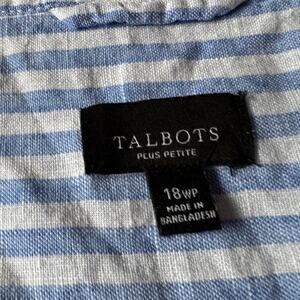 TALBOTS
PLUS PETITE
18WP
MADE IN
BANGLADESH